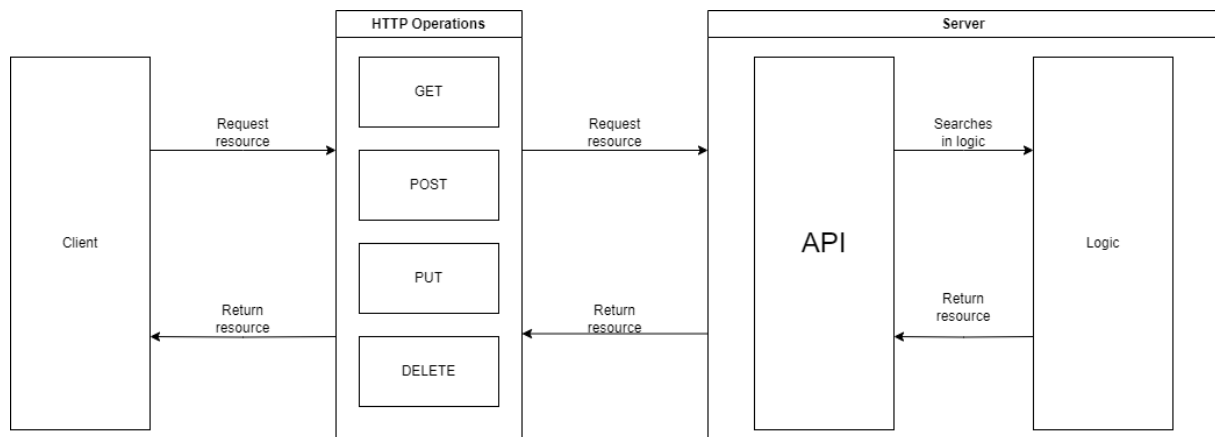 HTTP Operations
Server
GET
Request
resource
Request
resource
Searches
in logic
POST
Client
API
Logic
PUT
Return
resource
Return
resource
Return
resource
DELETE